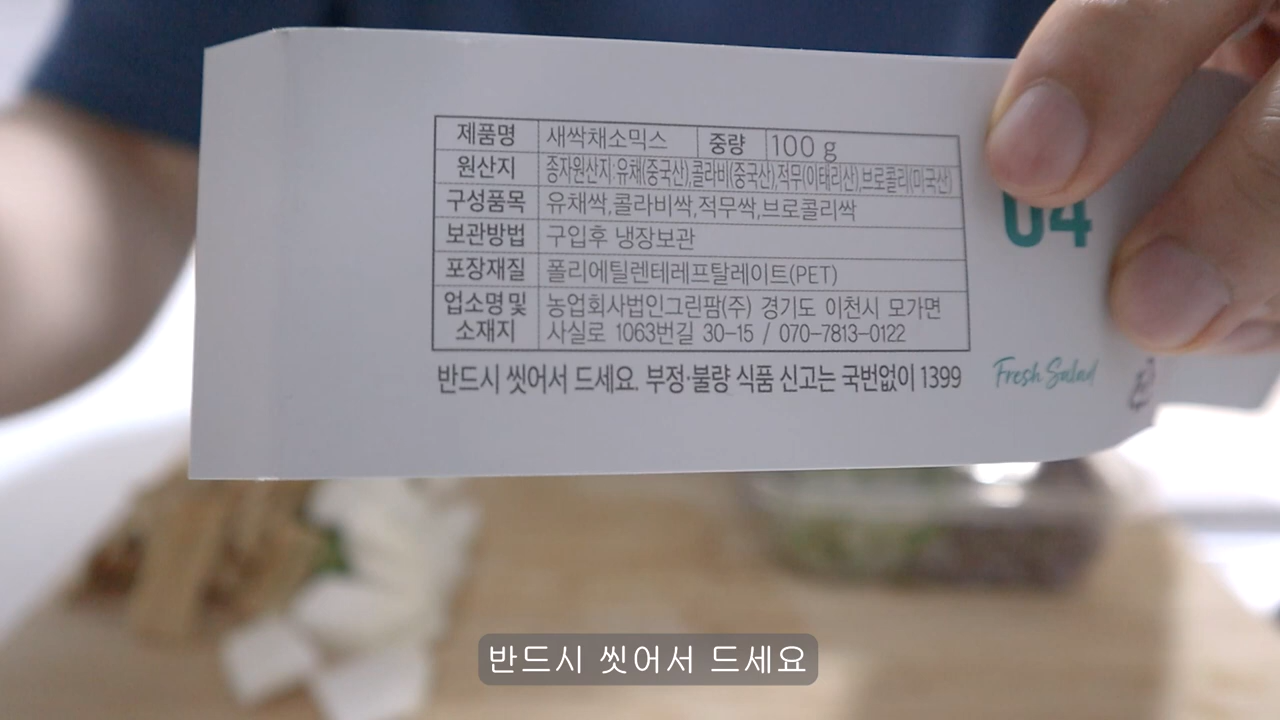 제품명 새싹채소믹스 중량 100 g
원산지 종자원산지:유채(중국산),콜라비(중국산),적무(이태리산),브로콜리(미국산)
구성품목 유채싹,콜라비싹,적무싹,브로콜리싹
보관방법 구입후 냉장보관
포장재질 폴리에틸렌테레프탈레이트(PET)
업소명및 농업회사법인그린팜(주) 경기도 이천시 모가면
소재지 사실로 1063번길 30-15 / 070-7813-0122
반드시 씻어서 드세요. 부정·불량 식품 신고는 국번없이 1399
04
Fresh Salad
반드시 씻어서 드세요